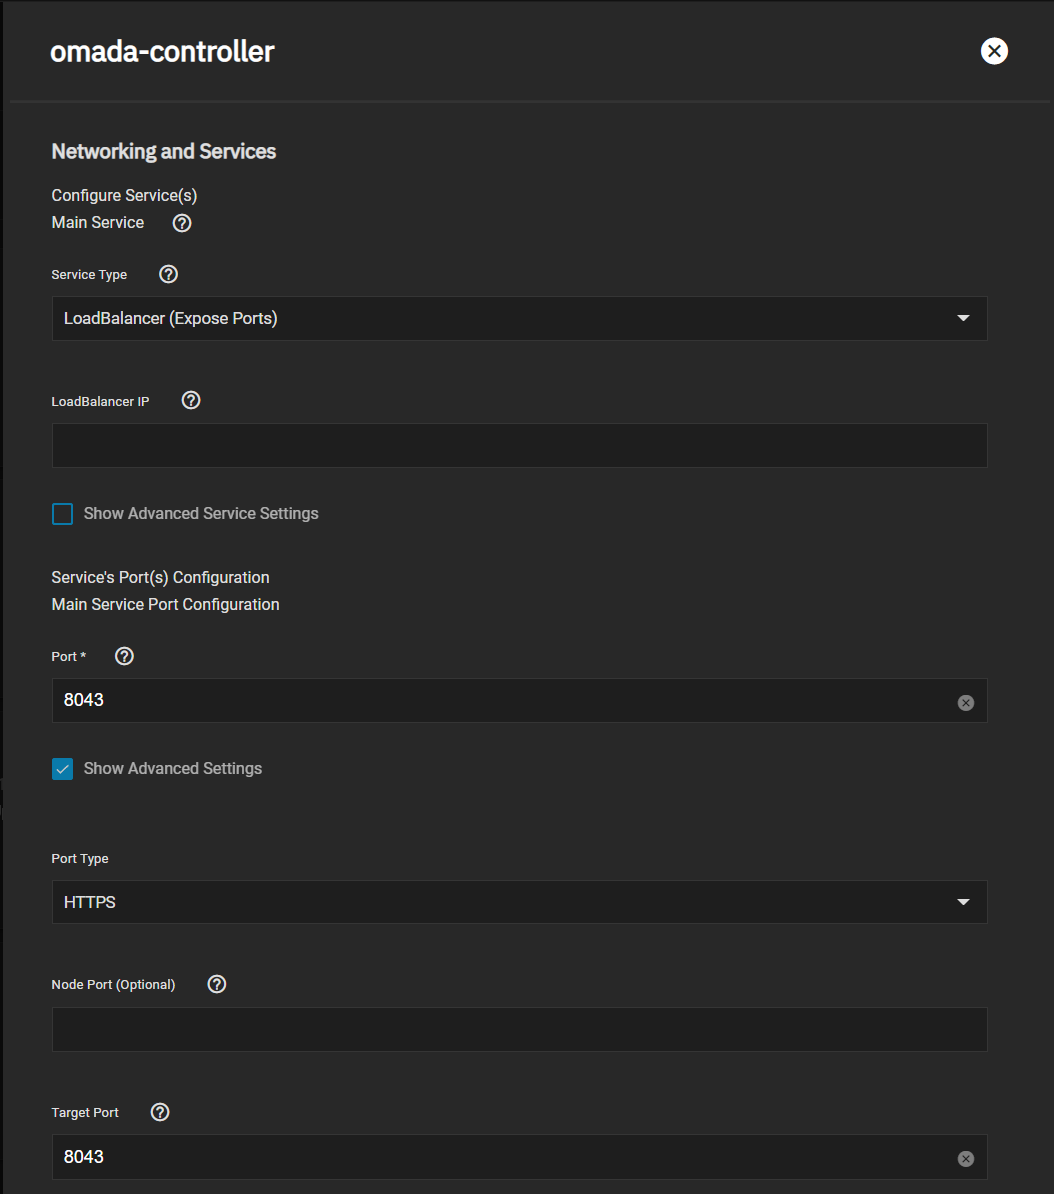 omada-controller
Networking and Services
Configure Service(s)
Main Service
Service Type
LoadBalancer (Expose Ports)
LoadBalancer IP
Show Advanced Service Settings
Service's Port(s) Configuration
Main Service Port Configuration
Port *
8043
Show Advanced Settings
Port Type
HTTPS
Node Port (Optional)
Target Port
8043